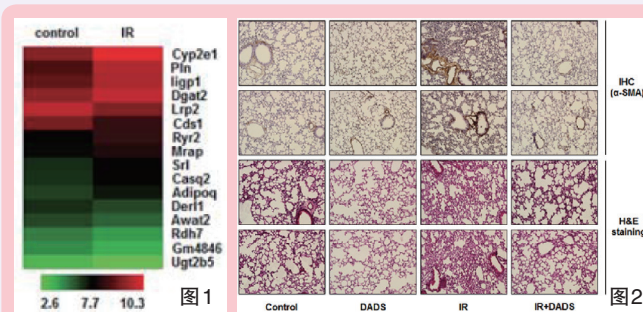 control IR
Cyp2e1
Pln
Iigp1
Dgat2
Lrp2
Cds1
Ryr2
Mrap
Srl
Casq2
Adipoq
Derl1
Awat2
Rdh7
Gm4846
Ugt2b5
2.6 7.7 10.3
图1
IHC
(α-SMA)
H&E
staining
Control DADS IR IR+DADS
图2